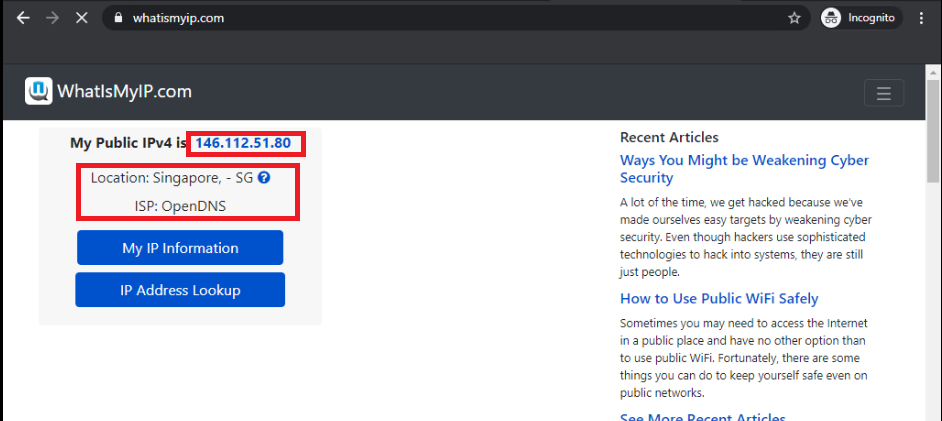 whatismyip.com
Incognito
WhatIsMyIP.com
My Public IPv4 is 146.112.51.80
Location: Singapore, - SG ?
ISP: OpenDNS
My IP Information
IP Address Lookup
Recent Articles
Ways You Might be Weakening Cyber
Security
A lot of the time, we get hacked because we've
made ourselves easy targets by weakening cyber
security. Even though hackers use sophisticated
technologies to hack into systems, they are still
just people.
How to Use Public WiFi Safely
Sometimes you may need to access the Internet
in a public place and have no other option than
to use public WiFi. Fortunately, there are some
things you can do to keep yourself safe even on
public networks.
See More Recent Articles